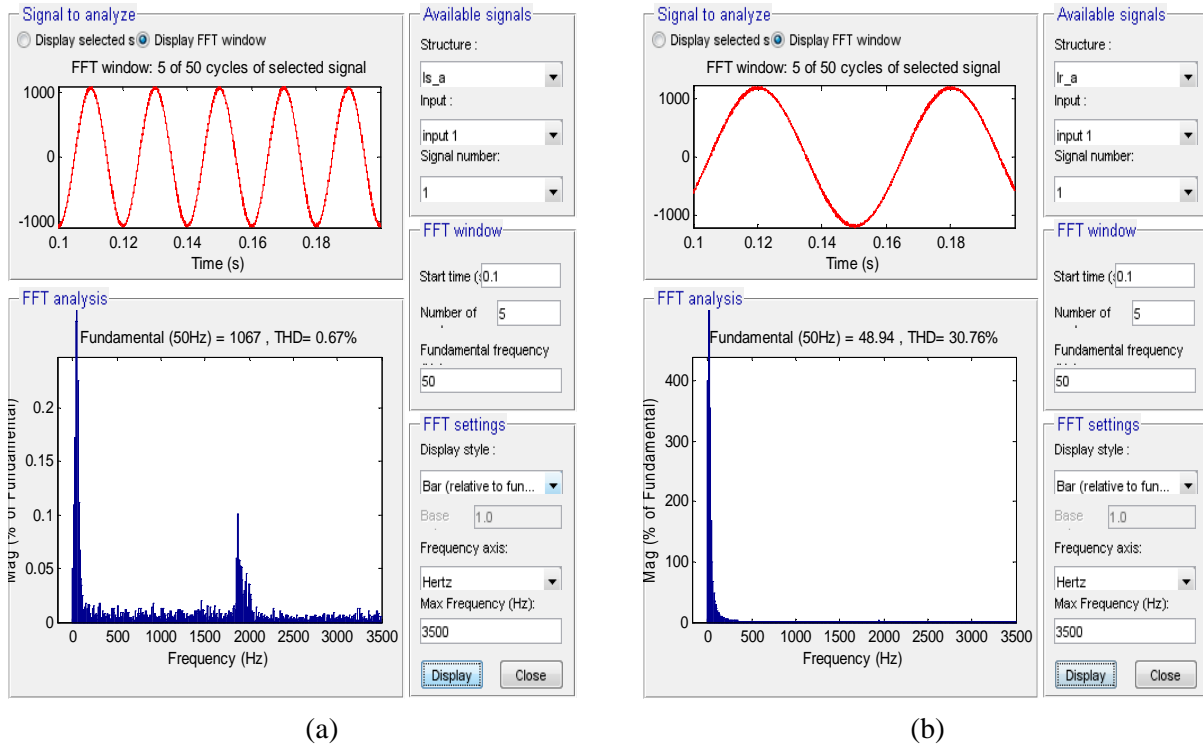 Signal to analyze
Display selected s Display FFT window
FFT window: 5 of 50 cycles of selected signal
1000
0
-1000
0.1 0.12 0.14 0.16 0.18
Time (s)
FFT analysis
Fundamental (50Hz) = 1067 , THD= 0.67%
Mag (% of Fundamental)
0.2
0.15
0.1
0.05
0
0 500 1000 1500 2000 2500 3000 3500
Frequency (Hz)
Available signals
Structure :
Is_a
Input :
input 1
Signal number:
1
FFT window
Start time (s 0.1
Number of 5
Fundamental frequency
50
FFT settings
Display style :
Bar (relative to fun...
Base 1.0
Frequency axis:
Hertz
Max Frequency (Hz):
3500
Display Close
(a)
Signal to analyze
Display selected s Display FFT window
FFT window: 5 of 50 cycles of selected signal
1000
0
-1000
0.1 0.12 0.14 0.16 0.18
Time (s)
FFT analysis
Fundamental (50Hz) = 48.94 , THD= 30.76%
Mag (% of Fundamental)
400
300
200
100
0
0 500 1000 1500 2000 2500 3000 3500
Frequency (Hz)
Available signals
Structure :
Ir_a
Input :
input 1
Signal number:
1
FFT window
Start time (s 0.1
Number of 5
Fundamental frequency
50
FFT settings
Display style :
Bar (relative to fun...
Base 1.0
Frequency axis:
Hertz
Max Frequency (Hz):
3500
Display Close
(b)